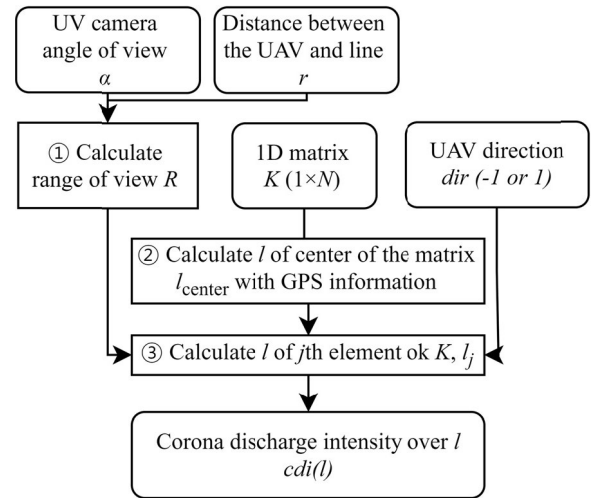 UV camera
angle of view
α
Distance between
the UAV and line
r
① Calculate
range of view R
1D matrix
K (1×N)
UAV direction
dir (-1 or 1)
② Calculate l of center of the matrix
l_center with GPS information
③ Calculate l of jth element ok K, l_j
Corona discharge intensity over l
cdi(l)